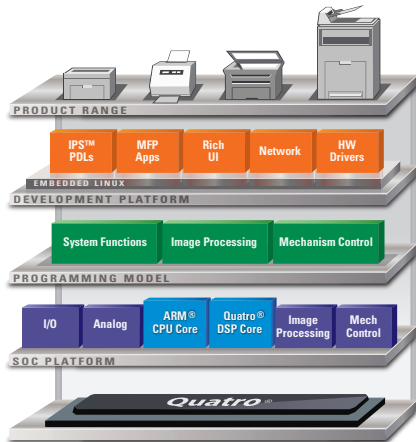 PRODUCT RANGE
IPS™
PDLs
MFP
Apps
Rich
UI
Network
HW
Drivers
EMBEDDED LINUX
DEVELOPMENT PLATFORM
System Functions
Image Processing
Mechanism Control
PROGRAMMING MODEL
I/O
Analog
ARM®
CPU Core
Quatro®
DSP Core
Image
Processing
Mech
Control
SOC PLATFORM
Quatro®